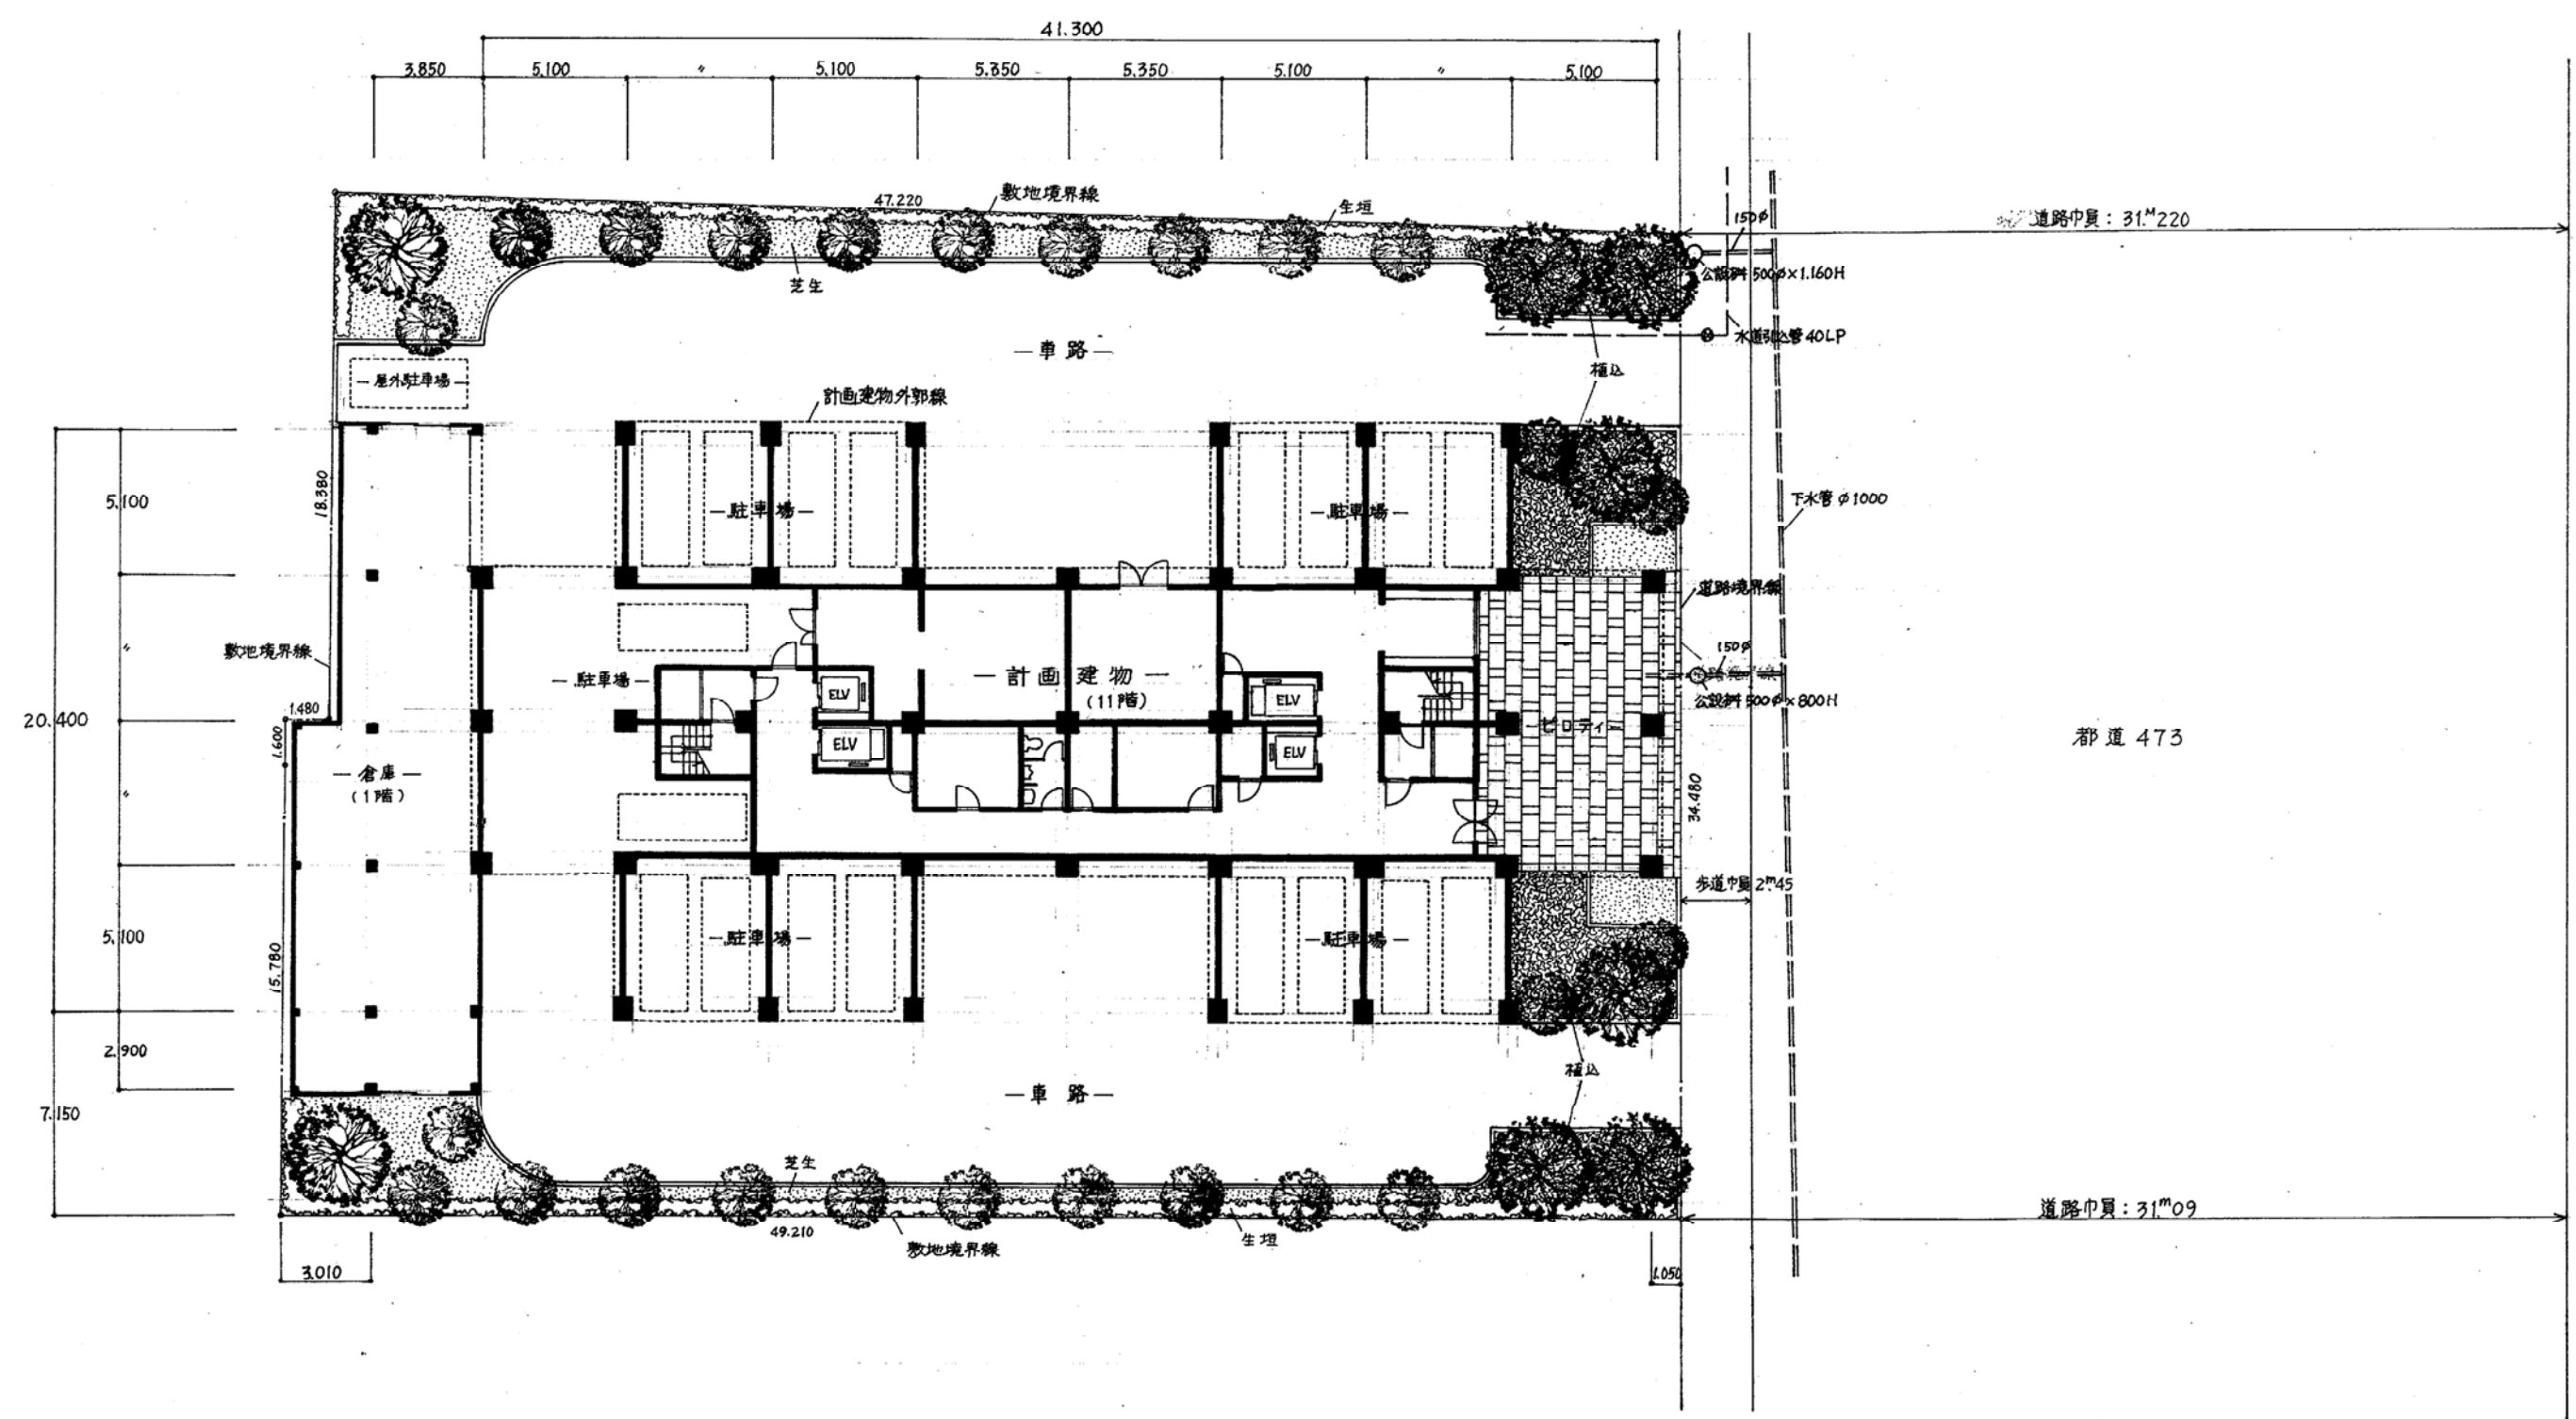 41.300
3.850
5.100
〃
5.100
5.350
5.350
5.100
〃
5.100
47.220
敷地境界線
生垣
150φ
道路巾員：31.ᴹ220
公設桝 500φ×1.160H
芝生
水道引込管 40LP
―車路―
植込
―屋外駐車場―
計画建物外郭線
5.100
18.380
―駐車場―
―駐車場―
下水管 φ1000
道路境界線
〃
敷地境界線
150φ
―駐車場―
―計画建物―
(11階)
ELV
ELV
公設桝 500φ×800H
1.480
20.400
1.600
ELV
ELV
―ピロティ―
都道 473
―倉庫―
(1階)
〃
34.480
歩道巾員 2.ᵐ45
5.100
15.780
―駐車場―
―駐車場―
2.900
植込
7.150
―車路―
芝生
49.210
敷地境界線
生垣
道路巾員：31.ᵐ09
3.010
1.050